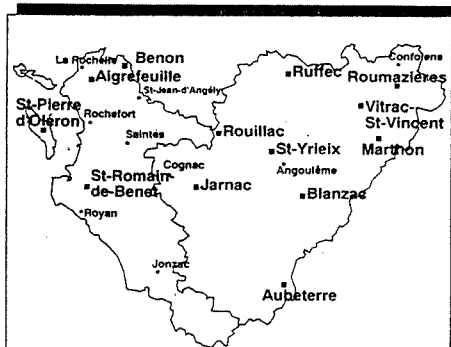 La Rochelle
Benon
Aigrefeuille
St-Jean-d'Angély
St-Pierre
d'Oléron
Rochefort
Saintes
Rouillac
Cognac
St-Romain-
de-Benet
Jarnac
Royan
Jonzac
Ruffec
Confolens
Roumazières
Vitrac-
St-Vincent
Marthon
St-Yrieix
Angoulême
Blanzac
Aubeterre